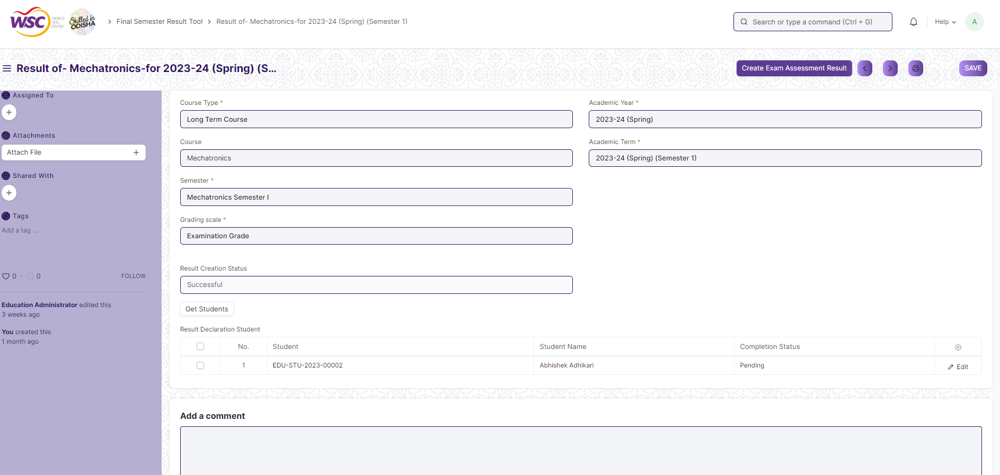 WSC WORLD SKILL CENTER Skilled in ODISHA
Final Semester Result Tool
Result of- Mechatronics-for 2023-24 (Spring) (Semester 1)
Search or type a command (Ctrl + G)
Help
A
Result of- Mechatronics-for 2023-24 (Spring) (S...
Create Exam Assessment Result
SAVE
Assigned To
Attachments
Attach File
Shared With
Tags
Add a tag ...
0 · 0
FOLLOW
Education Administrator edited this
3 weeks ago
You created this
1 month ago
Course Type *
Long Term Course
Academic Year *
2023-24 (Spring)
Course
Mechatronics
Academic Term *
2023-24 (Spring) (Semester 1)
Semester *
Mechatronics Semester I
Grading scale *
Examination Grade
Result Creation Status
Successful
Get Students
Result Declaration Student
No. Student Student Name Completion Status
1 EDU-STU-2023-00002 Abhishek Adhikari Pending Edit
Add a comment